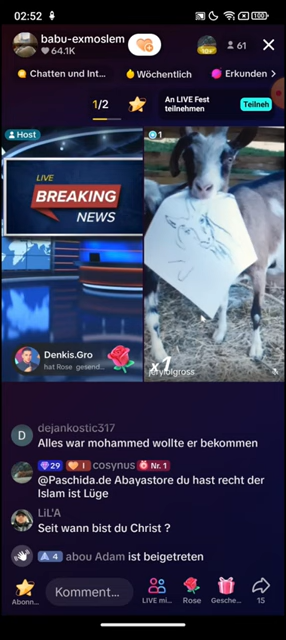 02:52
100
babu-exmoslem
64.1K
61
Chatten und Int...
Wöchentlich
Erkunden
1/2
An LIVE Fest
teilnehmen
Teilneh
Host
1
LIVE
BREAKING
NEWS
Denkis.Gro
hat Rose gesend...
x1
D
dejankostic317
Alles war mohammed wollte er bekommen
29
I
cosynus
Nr. 1
@Paschida.de Abayastore du hast recht der
Islam ist Lüge
LiL'A
Seit wann bist du Christ ?
4
abou Adam ist beigetreten
Abonn...
Komment...
LIVE mi...
Rose
Gesche...
15